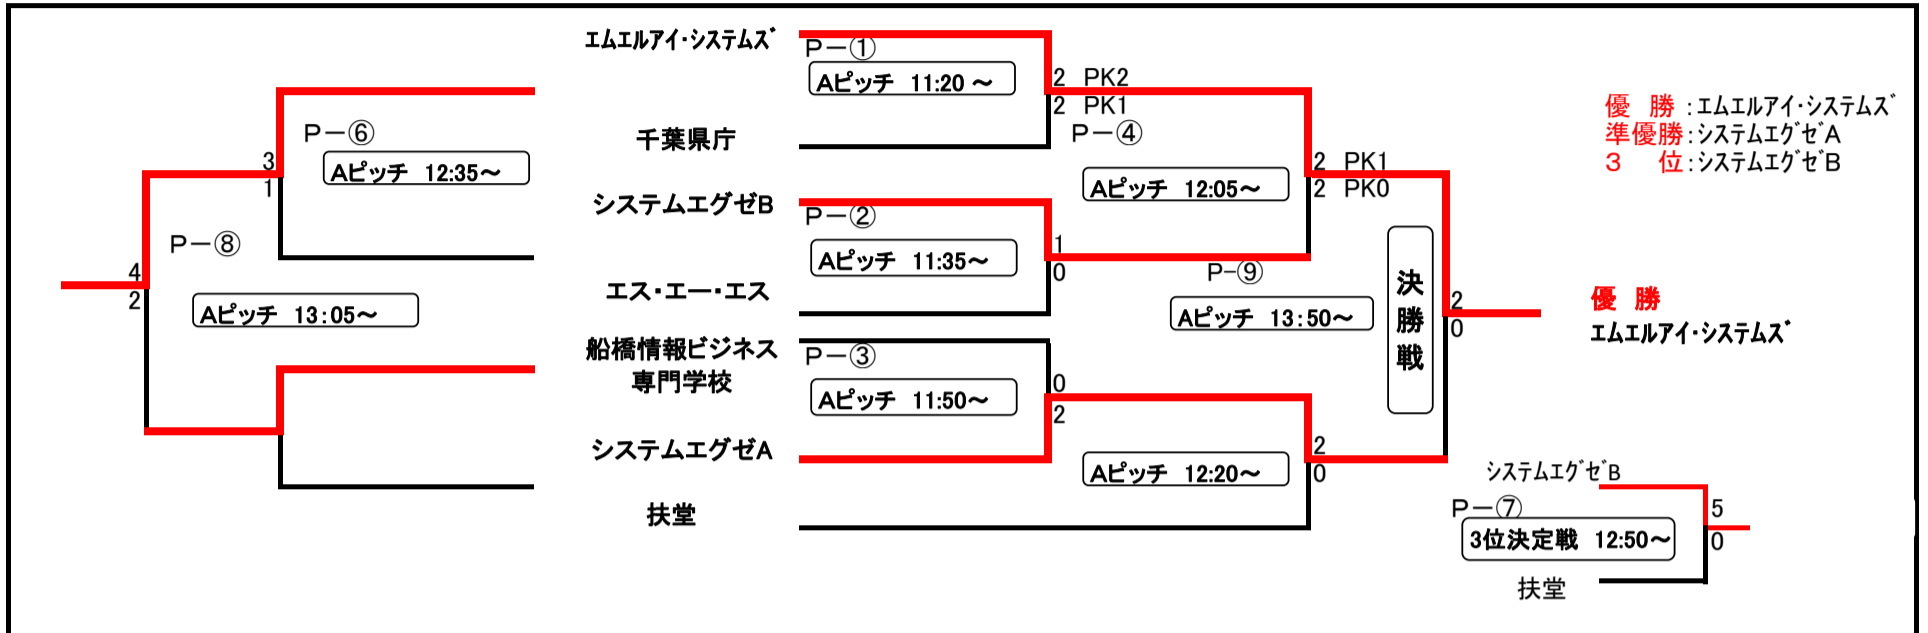 エムエルアイ・システムズ
P－①
Aピッチ 11:20～
2 PK2
2 PK1
千葉県庁
P－④
Aピッチ 12:05～
システムエグゼB
P－②
Aピッチ 11:35～
1
0
エス・エー・エス
2 PK1
2 PK0
船橋情報ビジネス
専門学校
P－③
Aピッチ 11:50～
0
2
システムエグゼA
Aピッチ 12:20～
2
0
扶堂
P－⑥
Aピッチ 12:35～
3
1
P－⑧
Aピッチ 13:05～
4
2
P－⑨
Aピッチ 13:50～
決勝戦
2
0
優 勝
エムエルアイ・システムズ
優 勝:エムエルアイ・システムズ
準優勝:システムエグゼA
3 位:システムエグゼB
システムエグゼB
P－⑦
3位決定戦 12:50～
5
0
扶堂